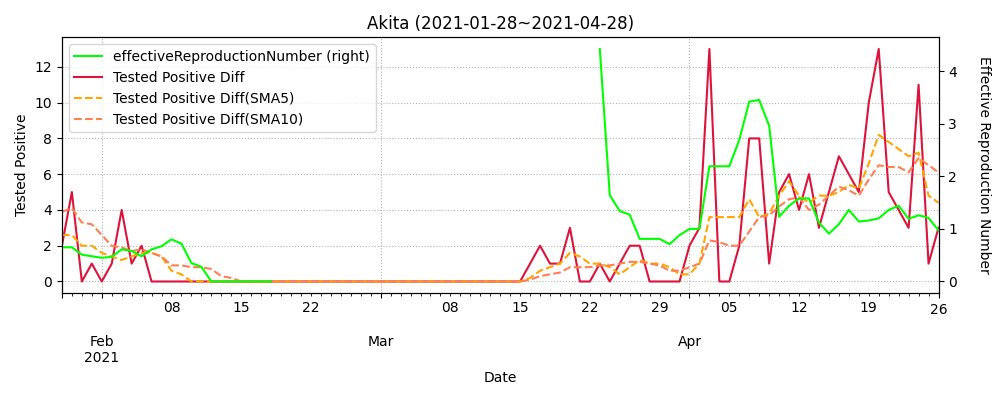 Akita (2021-01-28~2021-04-28)
effectiveReproductionNumber (right)
Tested Positive Diff
Tested Positive Diff(SMA5)
Tested Positive Diff(SMA10)
Tested Positive
12
10
8
6
4
2
0
Effective Reproduction Number
4
3
2
1
0
08 15 22 08 15 22 29 05 12 19 26
Feb Mar Apr
2021
Date